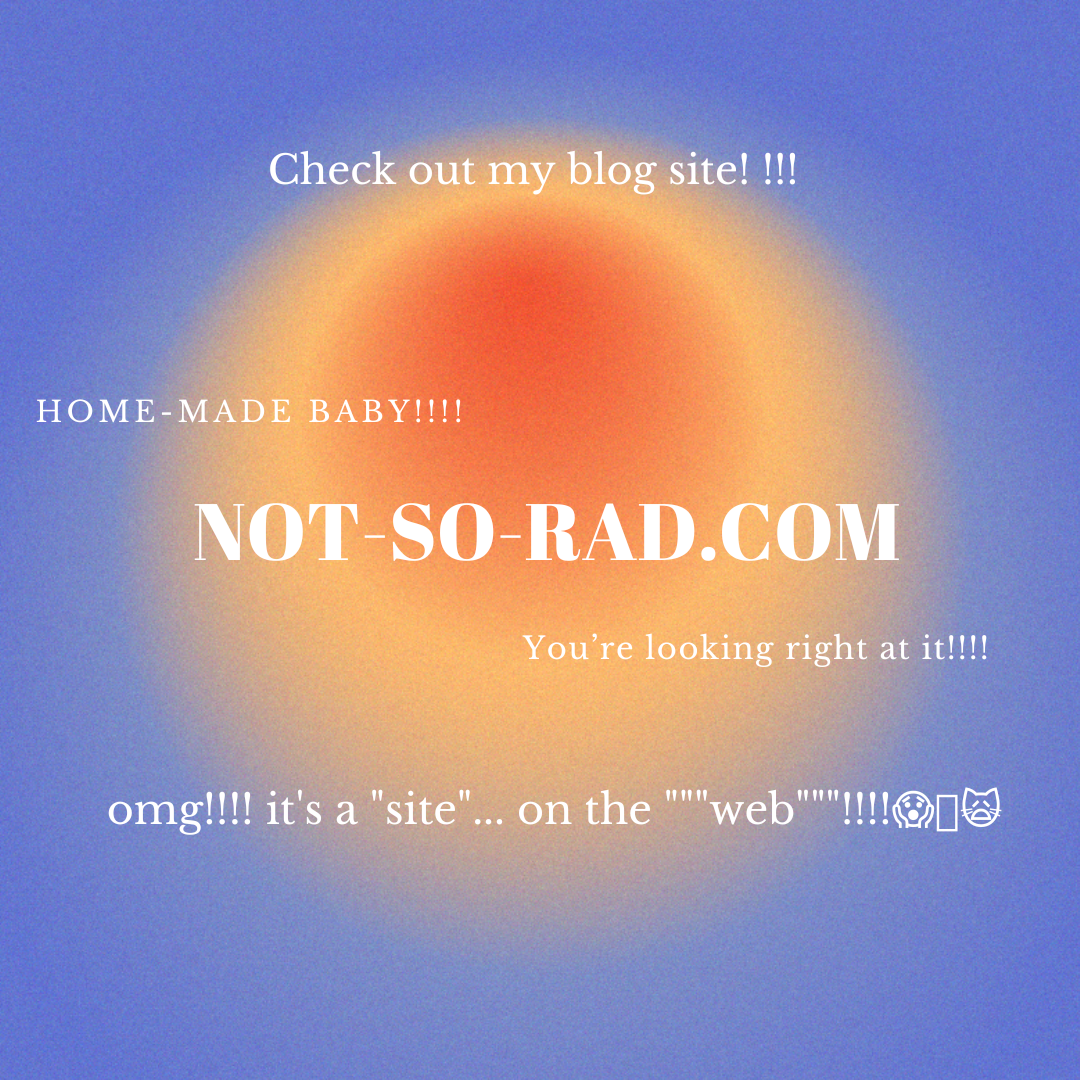 Check out my blog site! !!!
HOME-MADE BABY!!!!
NOT-SO-RAD.COM
You’re looking right at it!!!!
omg!!!! it's a "site"... on the """web"""!!!!😱▯😿